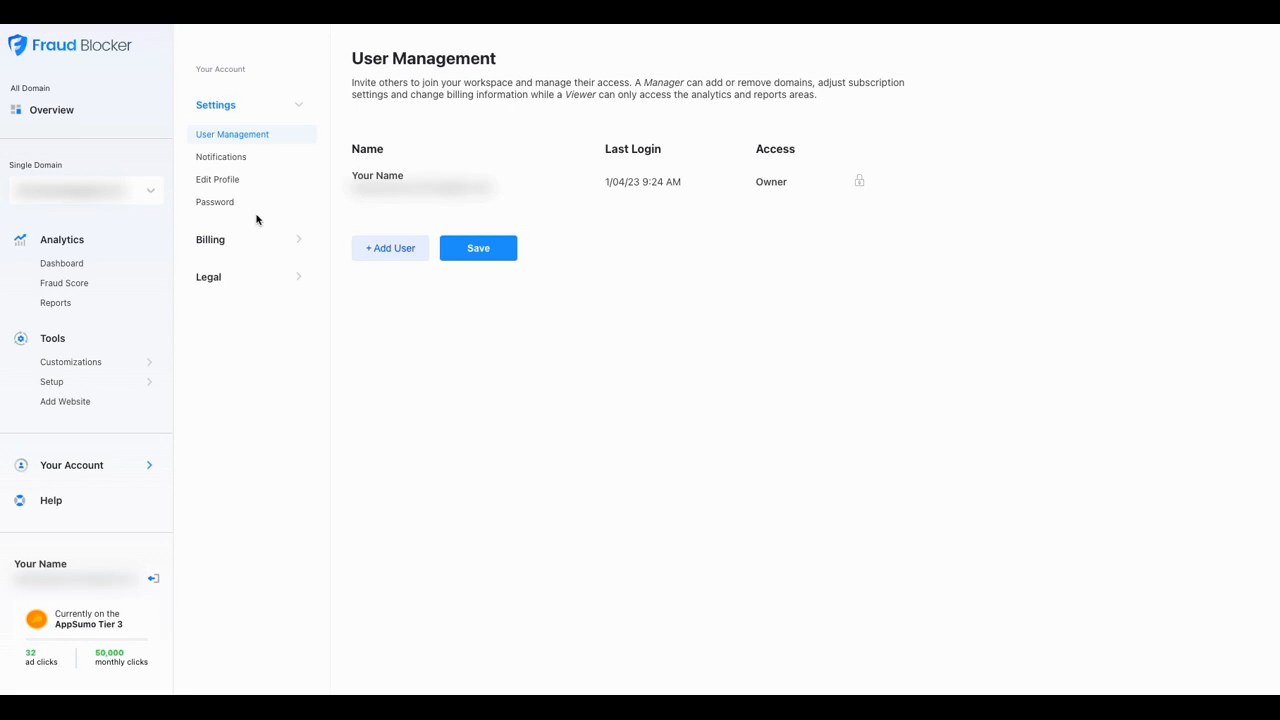 Fraud Blocker
All Domain
Overview
Single Domain
Analytics
Dashboard
Fraud Score
Reports
Tools
Customizations
Setup
Add Website
Your Account
Help
Your Name
Currently on the
AppSumo Tier 3
32
ad clicks
50,000
monthly clicks
Your Account
Settings
User Management
Notifications
Edit Profile
Password
Billing
Legal
User Management
Invite others to join your workspace and manage their access. A Manager can add or remove domains, adjust subscription
settings and change billing information while a Viewer can only access the analytics and reports areas.
Name Last Login Access
Your Name 1/04/23 9:24 AM Owner
+ Add User Save